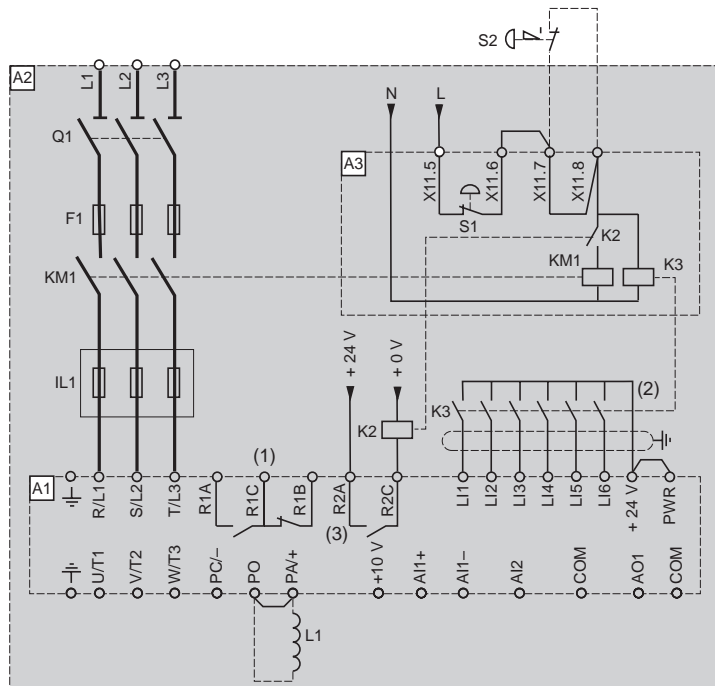 S2
A2
L1 L2 L3
N L
Q1
A3
X11.5 X11.6 X11.7 X11.8
F1
S1
K2
KM1
KM1 K3
+ 24 V + 0 V
IL1
K2
K3
(2)
A1
(1)
R/L1 S/L2 T/L3 R1A R1C R1B R2A R2C LI1 LI2 LI3 LI4 LI5 LI6 + 24 V PWR
(3)
U/T1 V/T2 W/T3 PC/– PO PA/+ +10 V AI1+ AI1– AI2 COM AO1 COM
L1